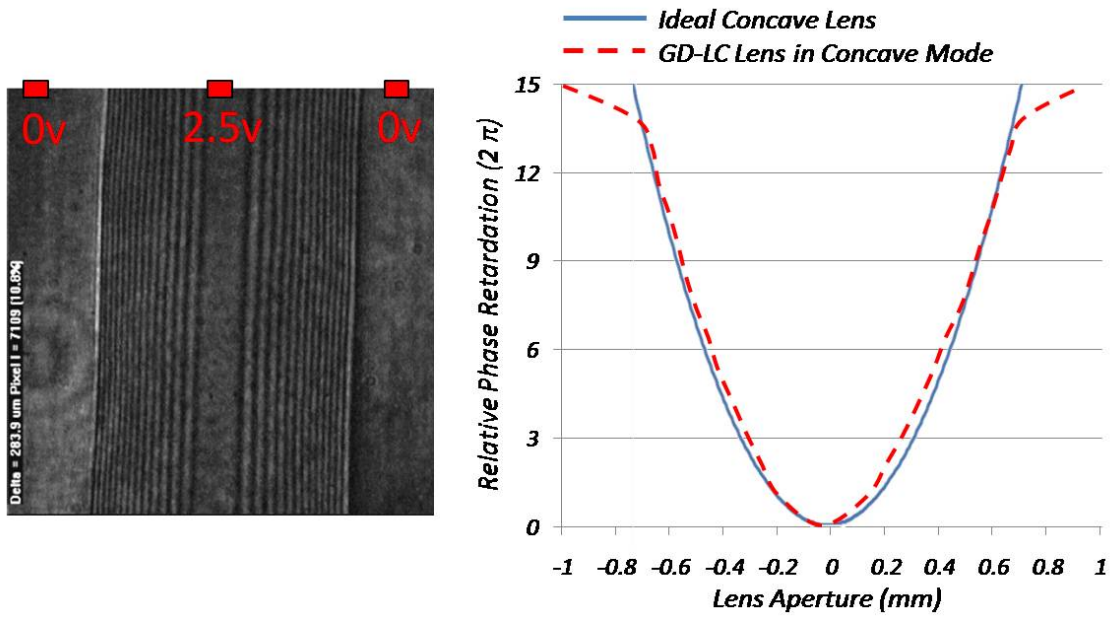 0v
2.5v
0v
Delta = 283.9 um Pixel I = 7109 [10.8%]
Ideal Concave Lens
GD-LC Lens in Concave Mode
Relative Phase Retardation (2 π)
15
12
9
6
3
0
-1 -0.8 -0.6 -0.4 -0.2 0 0.2 0.4 0.6 0.8 1
Lens Aperture (mm)